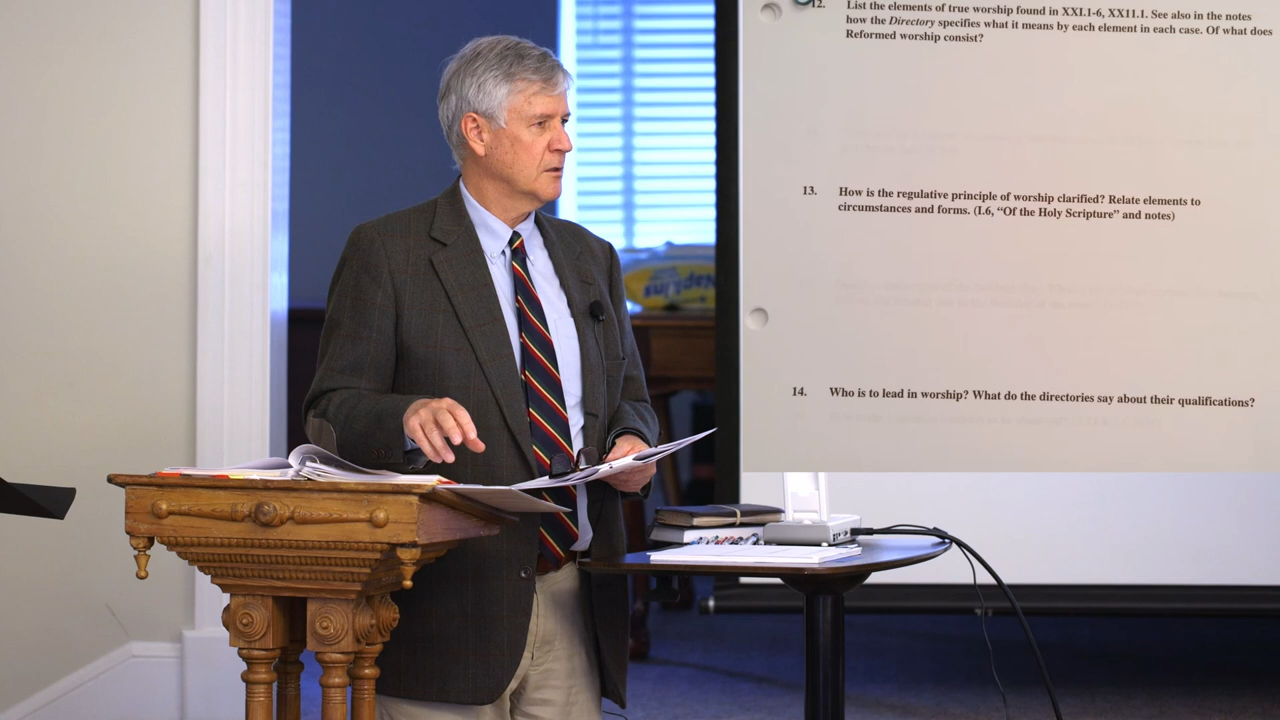 12. List the elements of true worship found in XXI.1-6, XX11.1. See also in the notes
how the Directory specifies what it means by each element in each case. Of what does
Reformed worship consist?
13. How is the regulative principle of worship clarified? Relate elements to
circumstances and forms. (I.6, “Of the Holy Scripture” and notes)
14. Who is to lead in worship? What do the directories say about their qualifications?
Napkins